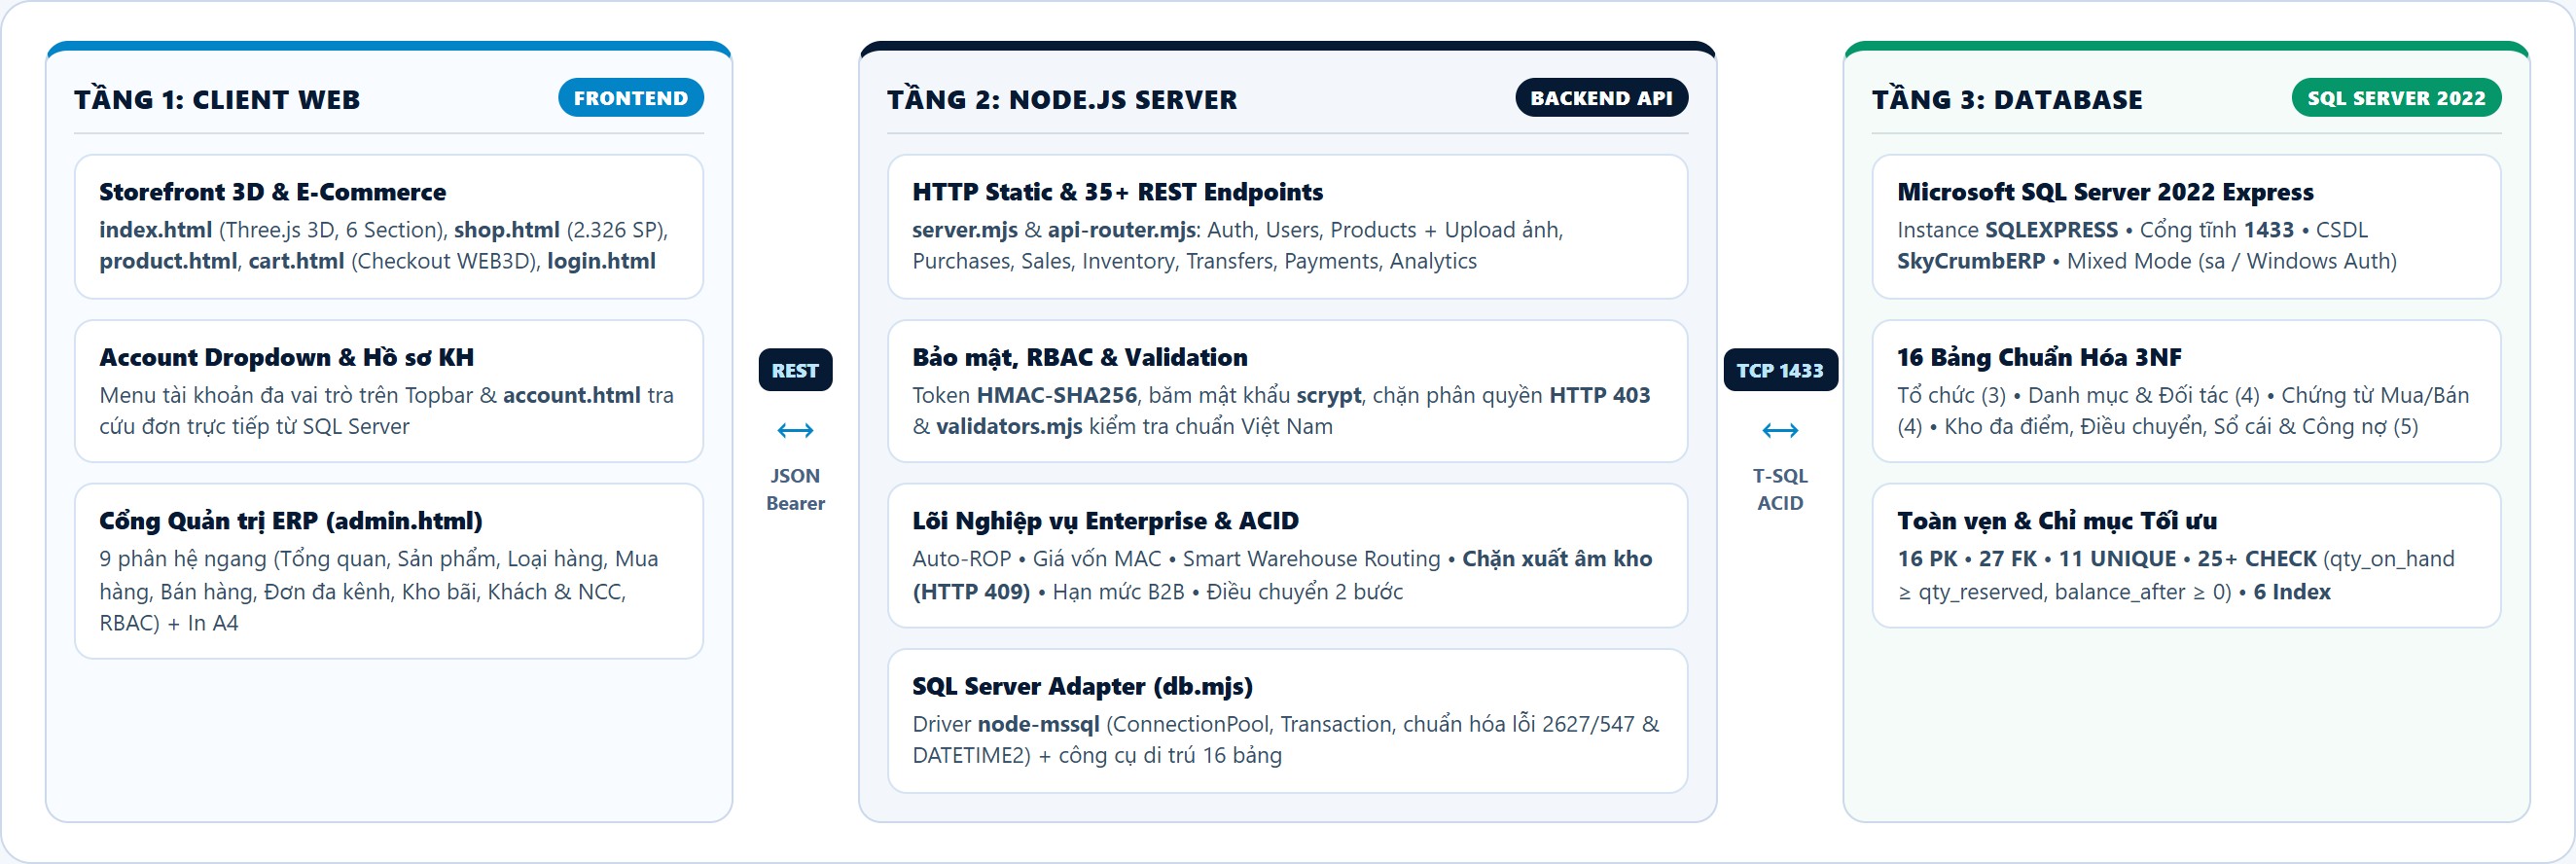 TẦNG 1: CLIENT WEB
FRONTEND
Storefront 3D & E-Commerce
index.html (Three.js 3D, 6 Section), shop.html (2.326 SP),
product.html, cart.html (Checkout WEB3D), login.html
Account Dropdown & Hồ sơ KH
Menu tài khoản đa vai trò trên Topbar & account.html tra
cứu đơn trực tiếp từ SQL Server
Cổng Quản trị ERP (admin.html)
9 phân hệ ngang (Tổng quan, Sản phẩm, Loại hàng, Mua
hàng, Bán hàng, Đơn đa kênh, Kho bãi, Khách & NCC,
RBAC) + In A4
REST
↔
JSON
Bearer
TẦNG 2: NODE.JS SERVER
BACKEND API
HTTP Static & 35+ REST Endpoints
server.mjs & api-router.mjs: Auth, Users, Products + Upload ảnh,
Purchases, Sales, Inventory, Transfers, Payments, Analytics
Bảo mật, RBAC & Validation
Token HMAC-SHA256, băm mật khẩu scrypt, chặn phân quyền HTTP 403
& validators.mjs kiểm tra chuẩn Việt Nam
Lõi Nghiệp vụ Enterprise & ACID
Auto-ROP • Giá vốn MAC • Smart Warehouse Routing • Chặn xuất âm kho
(HTTP 409) • Hạn mức B2B • Điều chuyển 2 bước
SQL Server Adapter (db.mjs)
Driver node-mssql (ConnectionPool, Transaction, chuẩn hóa lỗi 2627/547 &
DATETIME2) + công cụ di trú 16 bảng
TCP 1433
↔
T-SQL
ACID
TẦNG 3: DATABASE
SQL SERVER 2022
Microsoft SQL Server 2022 Express
Instance SQLEXPRESS • Cổng tĩnh 1433 • CSDL
SkyCrumbERP • Mixed Mode (sa / Windows Auth)
16 Bảng Chuẩn Hóa 3NF
Tổ chức (3) • Danh mục & Đối tác (4) • Chứng từ Mua/Bán
(4) • Kho đa điểm, Điều chuyển, Sổ cái & Công nợ (5)
Toàn vẹn & Chỉ mục Tối ưu
16 PK • 27 FK • 11 UNIQUE • 25+ CHECK (qty_on_hand
≥ qty_reserved, balance_after ≥ 0) • 6 Index